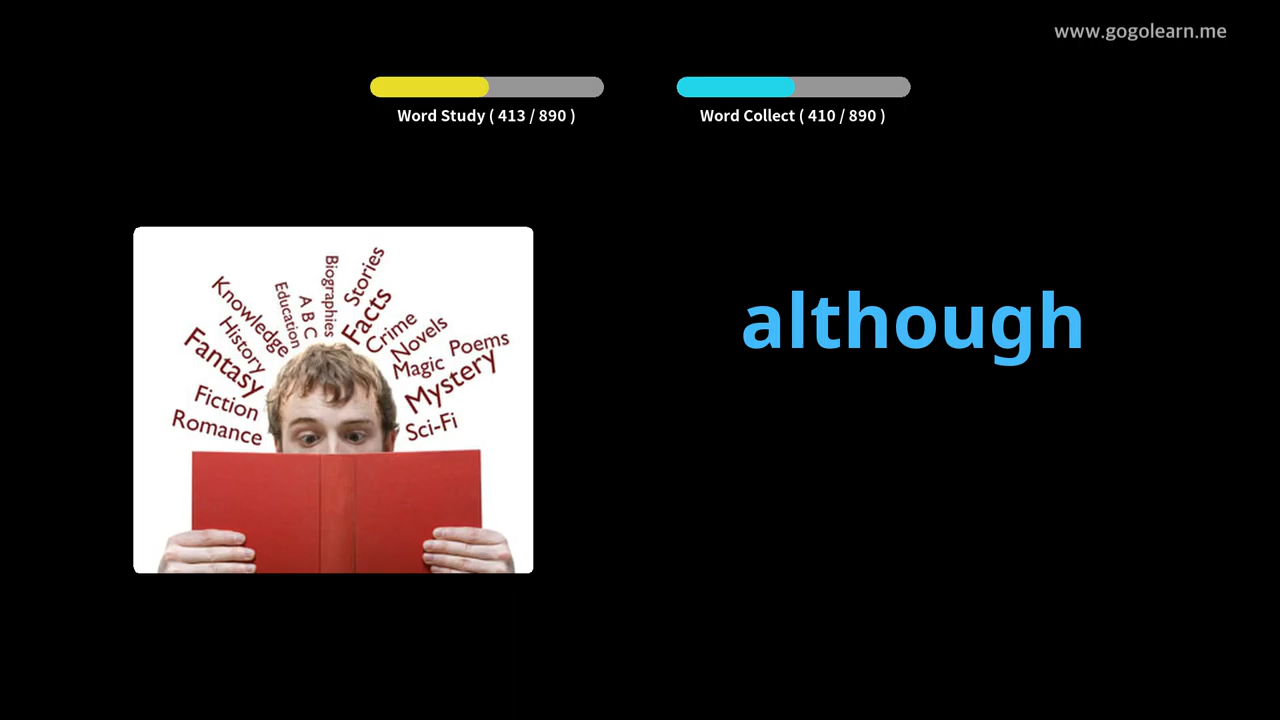 www.gogolearn.me
Word Study ( 413 / 890 )
Word Collect ( 410 / 890 )
although
Stories
Biographies
Facts
A B C
Education
Knowledge
Crime
Novels
History
Poems
Fantasy
Magic
Mystery
Fiction
Sci-Fi
Romance